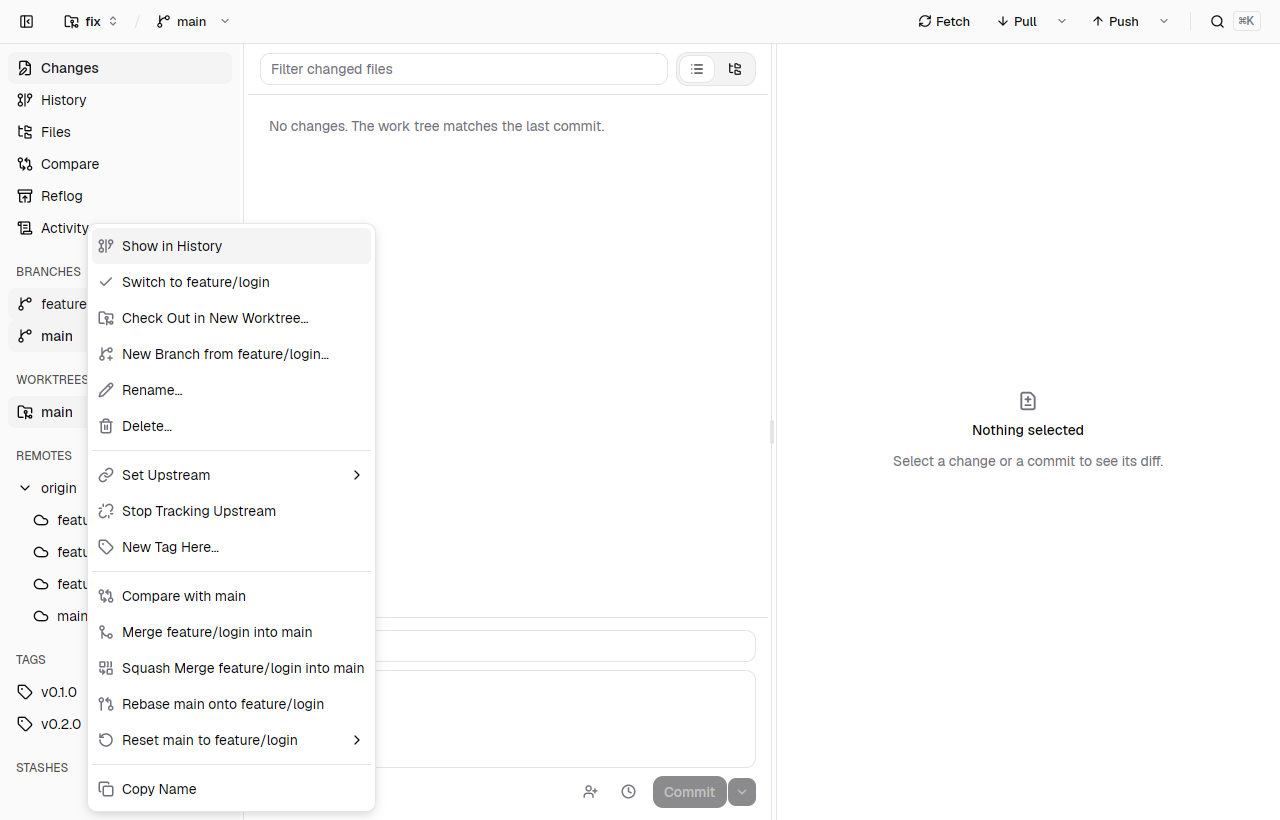 fix
main
Fetch
Pull
Push
⌘K
Changes
History
Files
Compare
Reflog
Activity
BRANCHES
feature
main
WORKTREES
main
REMOTES
origin
main
TAGS
v0.1.0
v0.2.0
STASHES
Show in History
Switch to feature/login
Check Out in New Worktree...
New Branch from feature/login...
Rename...
Delete...
Set Upstream
Stop Tracking Upstream
New Tag Here...
Compare with main
Merge feature/login into main
Squash Merge feature/login into main
Rebase main onto feature/login
Reset main to feature/login
Copy Name
Filter changed files
No changes. The work tree matches the last commit.
Commit
Nothing selected
Select a change or a commit to see its diff.